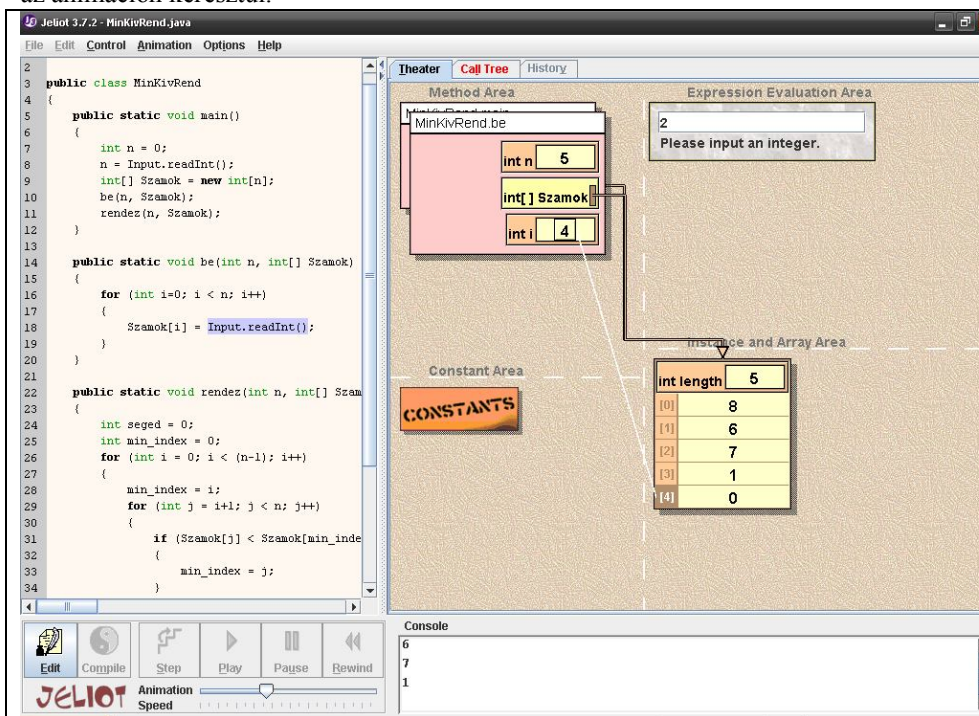 az animáción keresztül.
Jeliot 3.7.2 - MinKivRend.java
File Edit Control Animation Options Help
2
3 public class MinKivRend
4 {
5 public static void main()
6 {
7 int n = 0;
8 n = Input.readInt();
9 int[] Szamok = new int[n];
10 be(n, Szamok);
11 rendez(n, Szamok);
12 }
13
14 public static void be(int n, int[] Szamok)
15 {
16 for (int i=0; i < n; i++)
17 {
18 Szamok[i] = Input.readInt();
19 }
20 }
21
22 public static void rendez(int n, int[] Szam
23 {
24 int seged = 0;
25 int min_index = 0;
26 for (int i = 0; i < (n-1); i++)
27 {
28 min_index = i;
29 for (int j = i+1; j < n; j++)
30 {
31 if (Szamok[j] < Szamok[min_inde
32 {
33 min_index = j;
34 }
Edit Compile Step Play Pause Rewind
JELIOT Animation Speed
Theater Call Tree History
Method Area
MinKivRend.main
MinKivRend.be
int n 5
int[ ] Szamok
int i 4
Expression Evaluation Area
2
Please input an integer.
Constant Area
CONSTANTS
Instance and Array Area
int length 5
[0] 8
[1] 6
[2] 7
[3] 1
[4] 0
Console
6
7
1